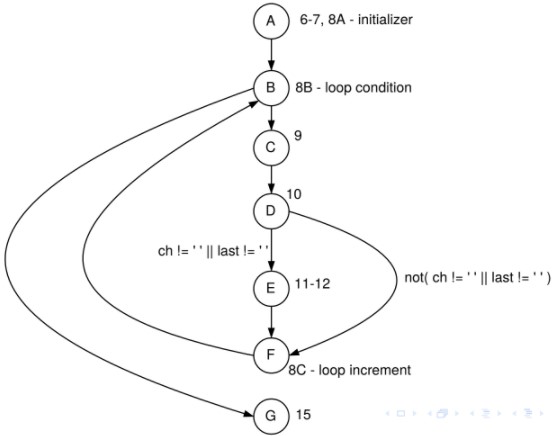 A 6-7, 8A - initializer
B 8B - loop condition
C 9
10
D
ch != ' ' || last != ' '
E 11-12
not( ch != ' ' || last != ' ' )
F
8C - loop increment
G 15